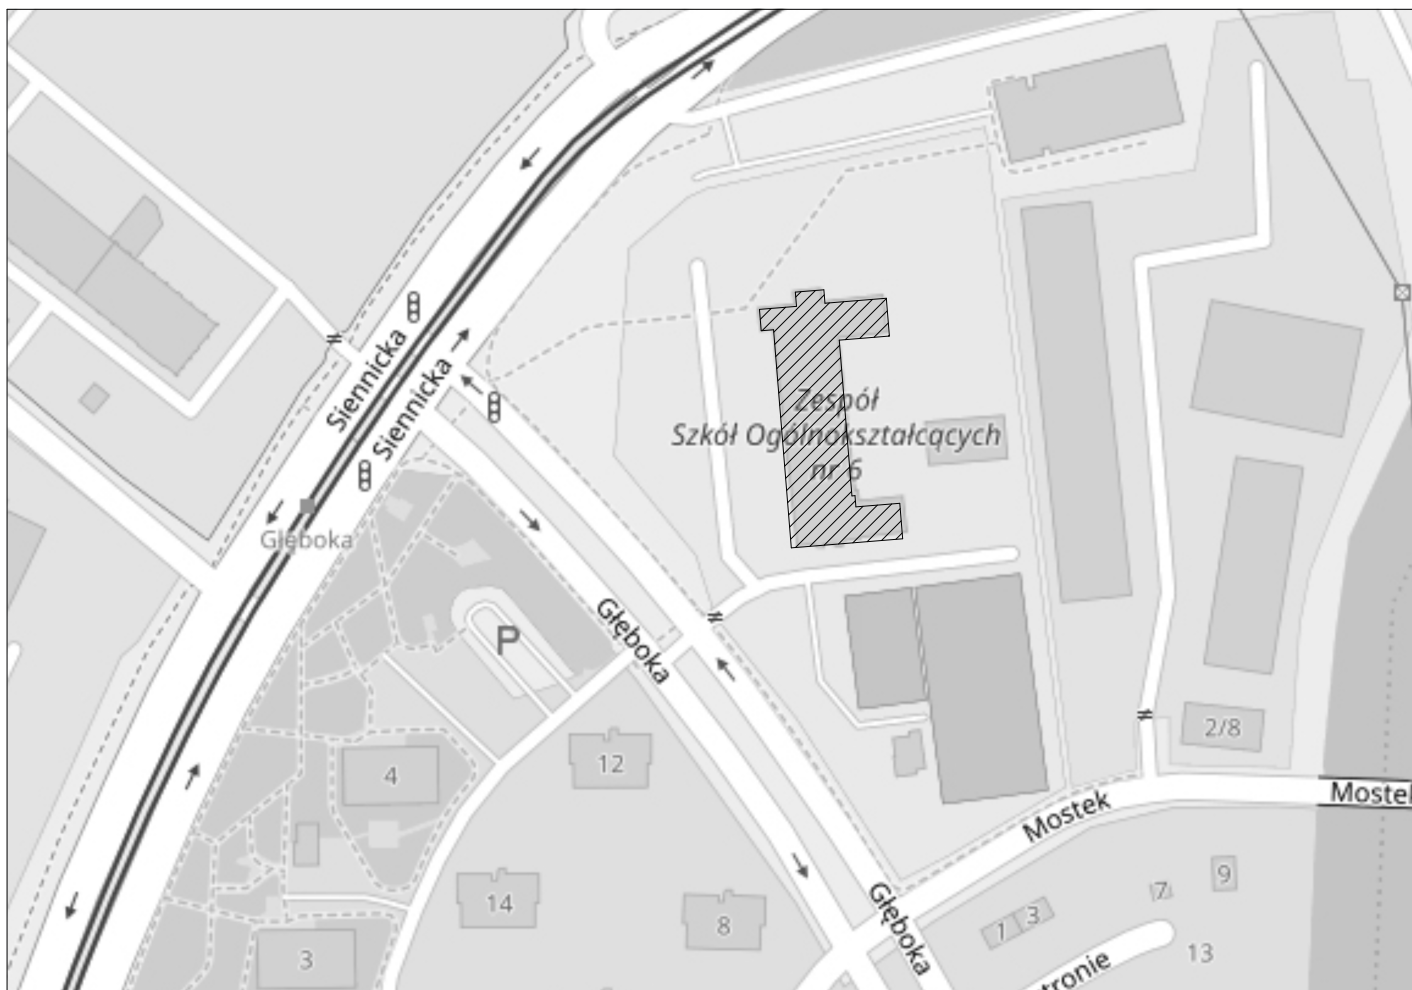 Siennicka
Siennicka
Zespół
Szkół Ogólnokształcących
nr 6
Głęboka
Głęboka
P
2/8
12
4
Mostek
Mostek
14
8
Głęboka
7
9
1
3
3
13
tronie